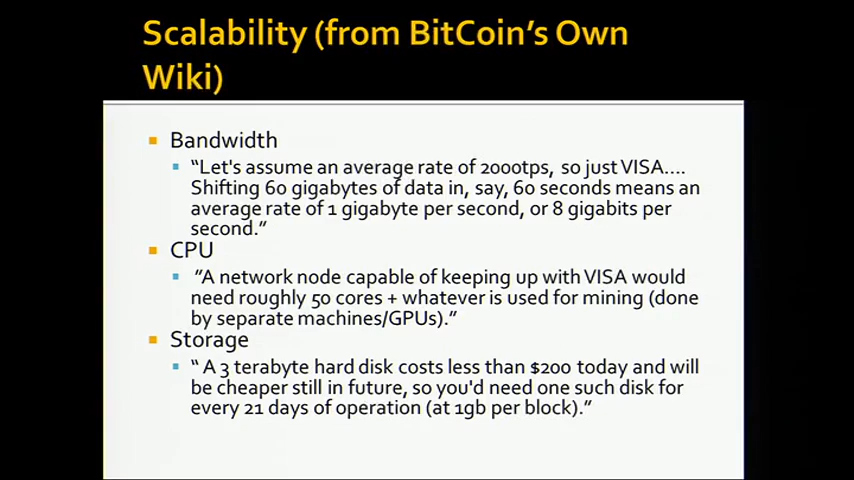 Scalability (from BitCoin's Own
Wiki)
Bandwidth
"Let's assume an average rate of 2000tps, so just VISA….
Shifting 60 gigabytes of data in, say, 60 seconds means an
average rate of 1 gigabyte per second, or 8 gigabits per
second."
CPU
"A network node capable of keeping up with VISA would
need roughly 50 cores + whatever is used for mining (done
by separate machines/GPUs)."
Storage
" A 3 terabyte hard disk costs less than $200 today and will
be cheaper still in future, so you'd need one such disk for
every 21 days of operation (at 1gb per block)."